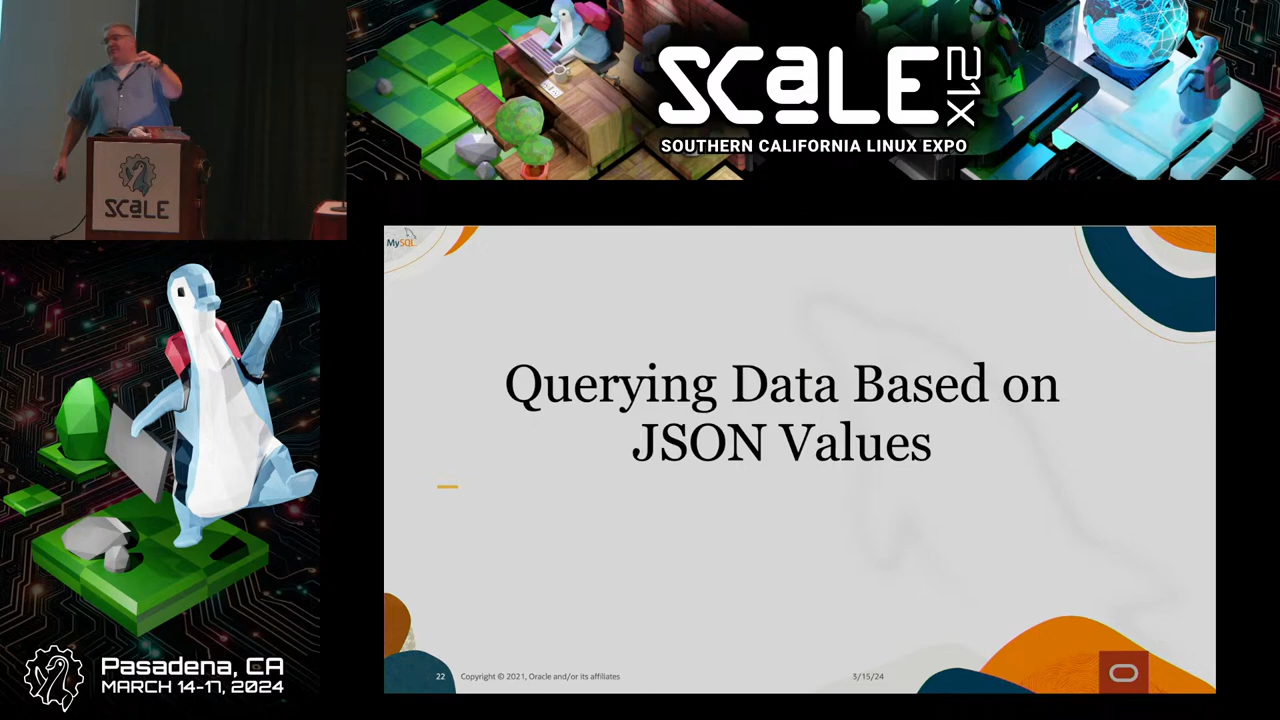 SCaLE
SCaLE 21X
SOUTHERN CALIFORNIA LINUX EXPO
MySQL
Querying Data Based on
JSON Values
22 Copyright © 2021, Oracle and/or its affiliates 3/15/24
Pasadena, CA
MARCH 14-17, 2024